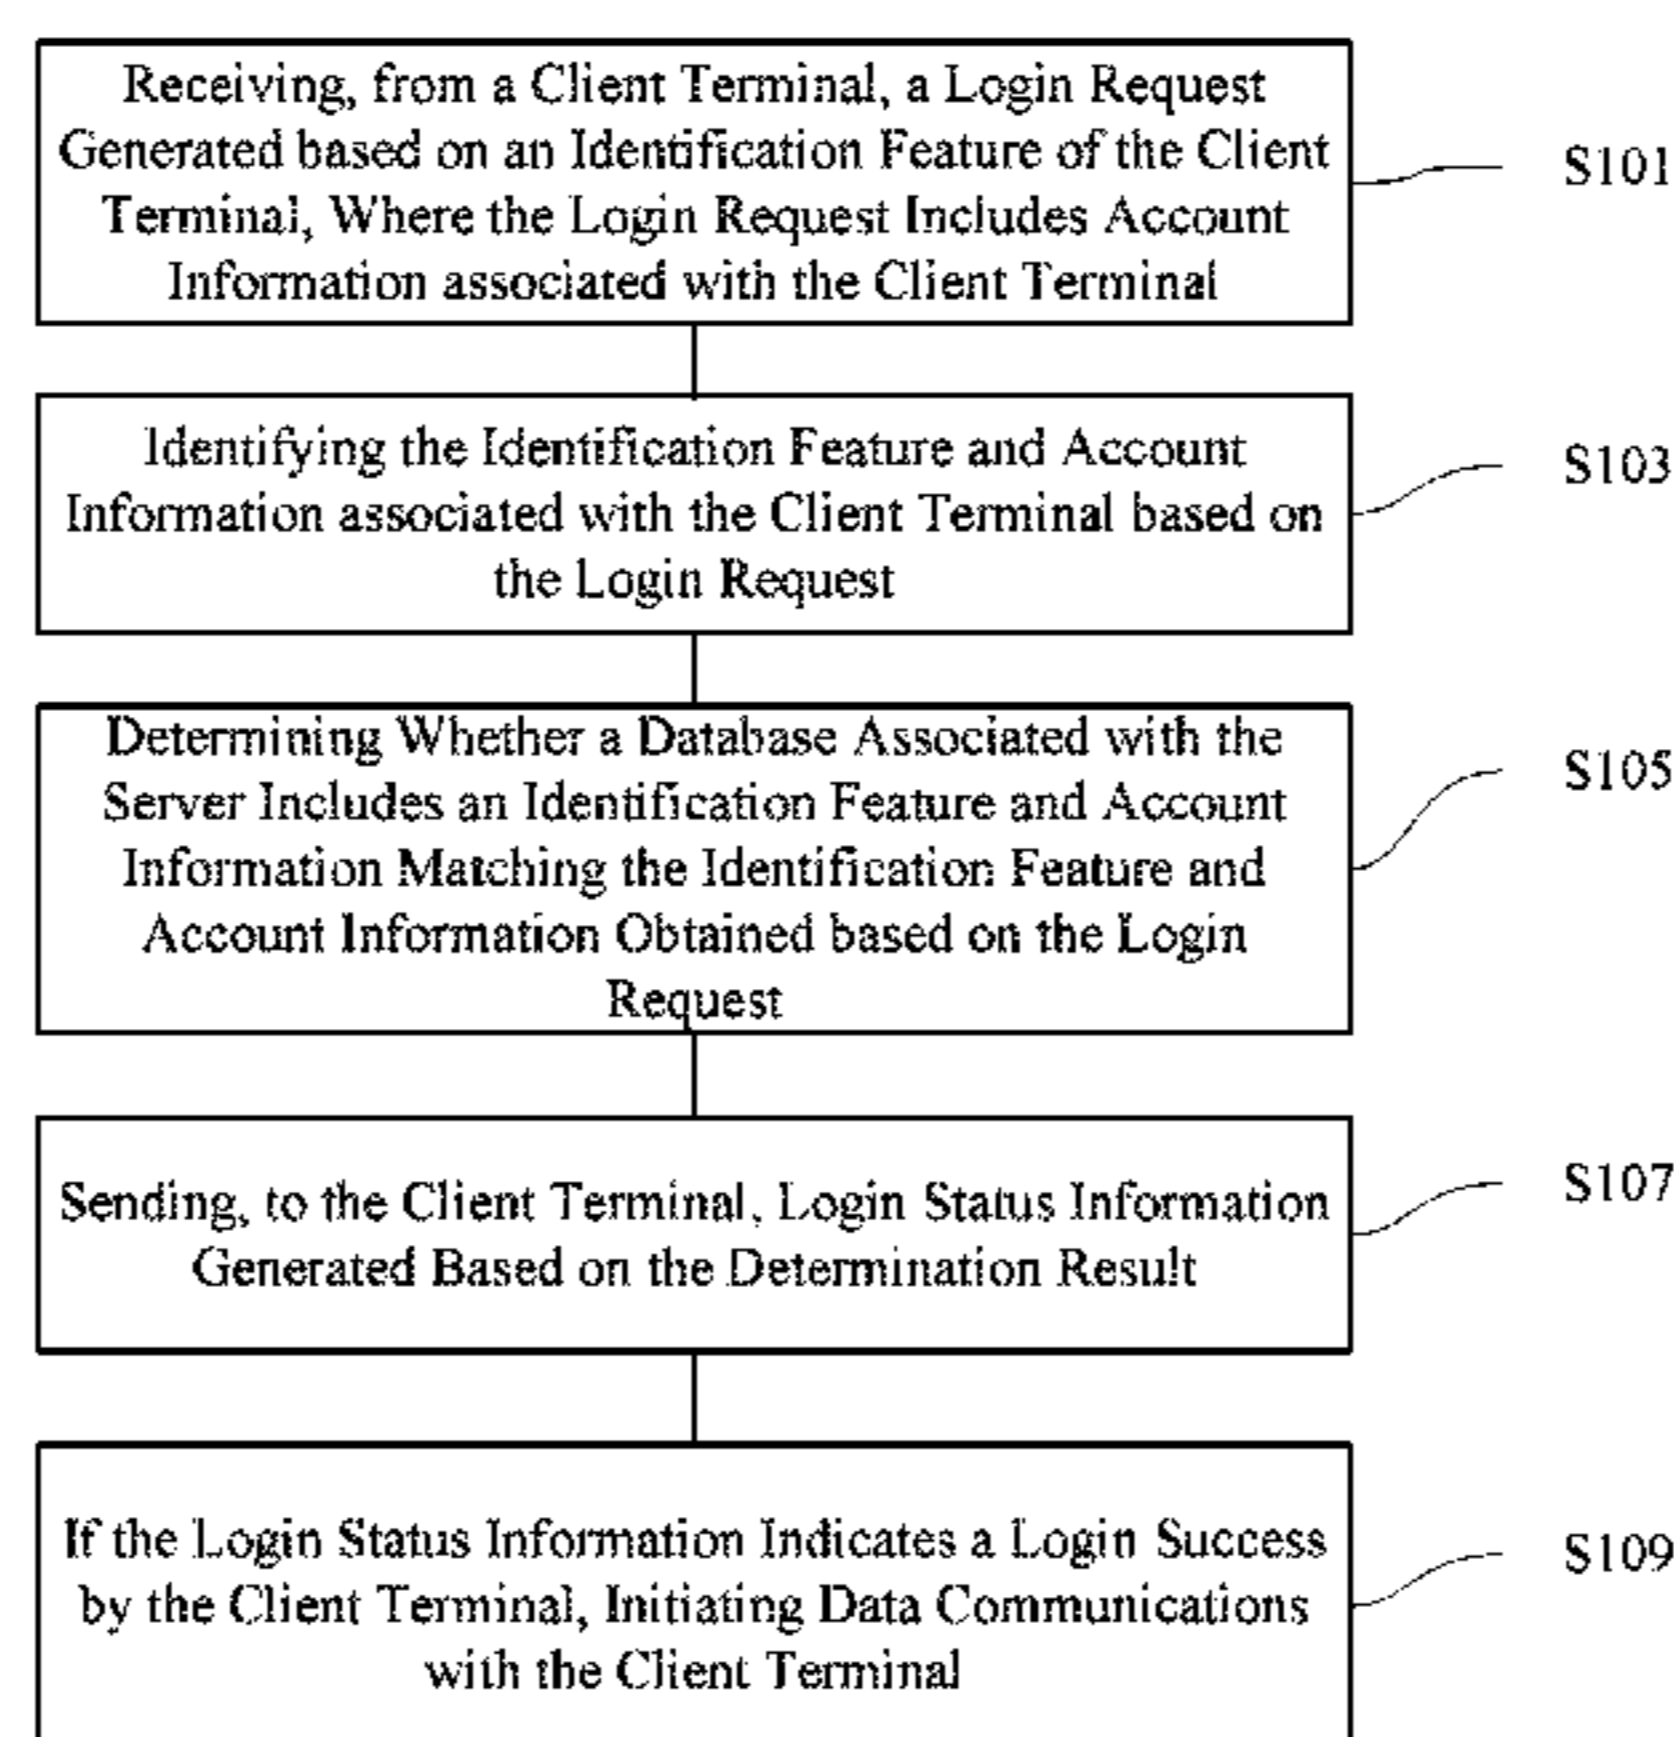 Receiving, from a Client Terminal, a Login Request
Generated based on an Identification Feature of the Client
Terminal, Where the Login Request Includes Account
Information associated with the Client Terminal
S101
Identifying the Identification Feature and Account
Information associated with the Client Terminal based on
the Login Request
S103
Determining Whether a Database Associated with the
Server Includes an Identification Feature and Account
Information Matching the Identification Feature and
Account Information Obtained based on the Login
Request
S105
Sending, to the Client Terminal, Login Status Information
Generated Based on the Determination Result
S107
If the Login Status Information Indicates a Login Success
by the Client Terminal, Initiating Data Communications
with the Client Terminal
S109